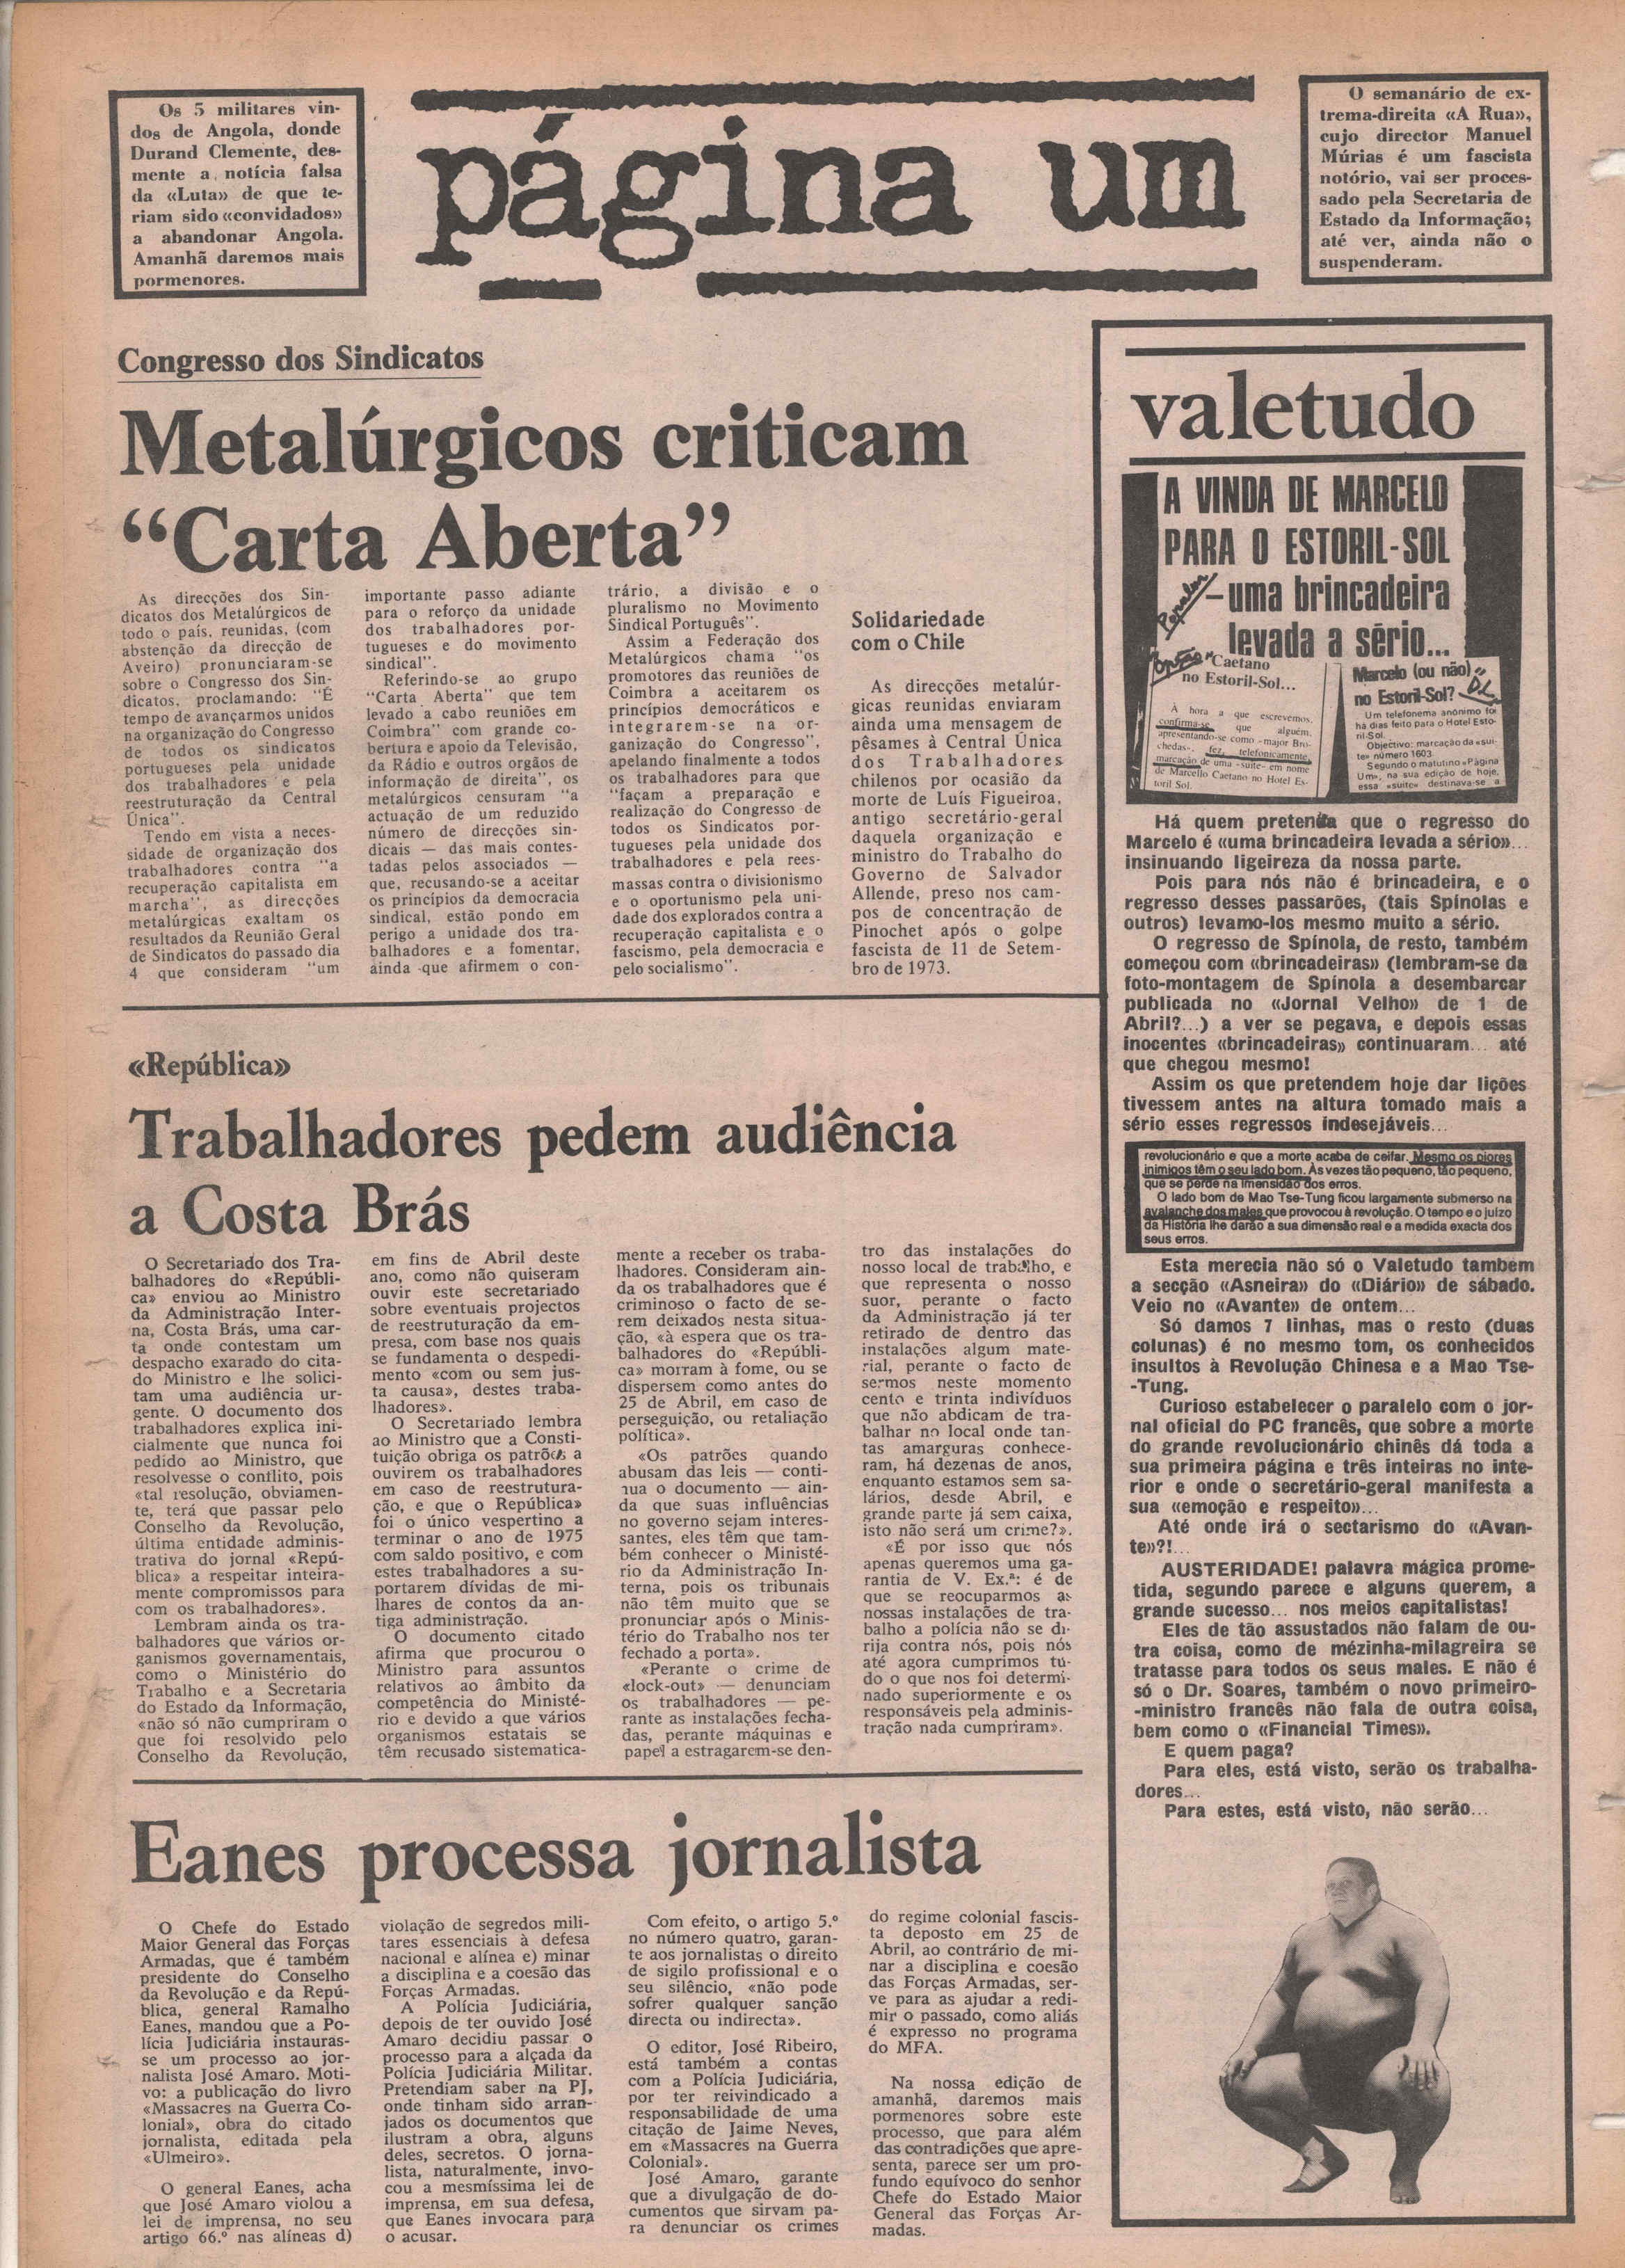 Os 5 militares vin-
dos de Angola, donde
Durand Clemente, des-
mente a notícia falsa
da «Luta» de que te-
riam sido «convidados»
a abandonar Angola.
Amanhã daremos mais
pormenores.
página um
O semanário de ex-
trema-direita «A Rua»,
cujo director Manuel
Múrias é um fascista
notório, vai ser proces-
sado pela Secretaria de
Estado da Informação;
até ver, ainda não o
suspenderam.
Congresso dos Sindicatos
Metalúrgicos criticam
“Carta Aberta”
As direcções dos Sin-
dicatos dos Metalúrgicos de
todo o país, reunidas, (com
abstenção da direcção de
Aveiro) pronunciaram-se
sobre o Congresso dos Sin-
dicatos, proclamando: "É
tempo de avançarmos unidos
na organização do Congresso
de todos os sindicatos
portugueses pela unidade
dos trabalhadores e pela
reestruturação da Central
Única".
Tendo em vista a neces-
sidade de organização dos
trabalhadores contra "a
recuperação capitalista em
marcha", as direcções
metalúrgicas exaltam os
resultados da Reunião Geral
de Sindicatos do passado dia
4 que consideram "um
importante passo adiante
para o reforço da unidade
dos trabalhadores por-
tugueses e do movimento
sindical".
Referindo-se ao grupo
"Carta Aberta" que tem
levado a cabo reuniões em
Coimbra" com grande co-
bertura e apoio da Televisão,
da Rádio e outros orgãos de
informação de direita", os
metalúrgicos censuram "a
actuação de um reduzido
número de direcções sin-
dicais — das mais contes-
tadas pelos associados —
que, recusando-se a aceitar
os princípios da democracia
sindical, estão pondo em
perigo a unidade dos tra-
balhadores e a fomentar,
ainda que afirmem o con-
trário, a divisão e o
pluralismo no Movimento
Sindical Português".
Assim a Federação dos
Metalúrgicos chama "os
promotores das reuniões de
Coimbra a aceitarem os
princípios democráticos e
integrarem-se na or-
ganização do Congresso",
apelando finalmente a todos
os trabalhadores para que
"façam a preparação e
realização do Congresso de
todos os Sindicatos por-
tugueses pela unidade dos
trabalhadores e pela rees-
massas contra o divisionismo
e o oportunismo pela uni-
dade dos explorados contra a
recuperação capitalista e o
fascismo, pela democracia e
pelo socialismo".
Solidariedade
com o Chile
As direcções metalúr-
gicas reunidas enviaram
ainda uma mensagem de
pêsames à Central Única
dos Trabalhadores
chilenos por ocasião da
morte de Luís Figueiroa,
antigo secretário-geral
daquela organização e
ministro do Trabalho do
Governo de Salvador
Allende, preso nos cam-
pos de concentração de
Pinochet após o golpe
fascista de 11 de Setem-
bro de 1973.
«República»
Trabalhadores pedem audiência
a Costa Brás
O Secretariado dos Tra-
balhadores do «Repúbli-
ca» enviou ao Ministro
da Administração Inter-
na, Costa Brás, uma car-
ta onde contestam um
despacho exarado do cita-
do Ministro e lhe solici-
tam uma audiência ur-
gente. O documento dos
trabalhadores explica ini-
cialmente que nunca foi
pedido ao Ministro, que
resolvesse o conflito, pois
«tal resolução, obviamen-
te, terá que passar pelo
Conselho da Revolução,
última entidade adminis-
trativa do jornal «Repú-
blica» a respeitar inteira-
mente compromissos para
com os trabalhadores».
Lembram ainda os tra-
balhadores que vários or-
ganismos governamentais,
como o Ministério do
Trabalho e a Secretaria
do Estado da Informação,
«não só não cumpriram o
que foi resolvido pelo
Conselho da Revolução,
em fins de Abril deste
ano, como não quiseram
ouvir este secretariado
sobre eventuais projectos
de reestruturação da em-
presa, com base nos quais
se fundamenta o despedi-
mento «com ou sem jus-
ta causa», destes traba-
lhadores».
O Secretariado lembra
ao Ministro que a Consti-
tuição obriga os patrões a
ouvirem os trabalhadores
em caso de reestrutura-
ção, e que o República»
foi o único vespertino a
terminar o ano de 1975
com saldo positivo, e com
estes trabalhadores a su-
portarem dívidas de mi-
lhares de contos da an-
tiga administração.
O documento citado
afirma que procurou o
Ministro para assuntos
relativos ao âmbito da
competência do Ministé-
rio e devido a que vários
organismos estatais se
têm recusado sistematica-
mente a receber os traba-
lhadores. Consideram ain-
da os trabalhadores que é
criminoso o facto de se-
rem deixados nesta situa-
ção, «à espera que os tra-
balhadores do «Repúbli-
ca» morram à fome, ou se
dispersem como antes do
25 de Abril, em caso de
perseguição, ou retaliação
política».
«Os patrões quando
abusam das leis — conti-
nua o documento — ain-
da que suas influências
no governo sejam interes-
santes, eles têm que tam-
bém conhecer o Ministé-
rio da Administração In-
terna, pois os tribunais
não têm muito que se
pronunciar após o Minis-
tério do Trabalho nos ter
fechado a porta».
«Perante o crime de
«lock-out» — denunciam
os trabalhadores — pe-
rante as instalações fecha-
das, perante máquinas e
papel a estragarem-se den-
tro das instalações do
nosso local de trabalho, e
que representa o nosso
suor, perante o facto
da Administração já ter
retirado de dentro das
instalações algum mate-
rial, perante o facto de
sermos neste momento
cento e trinta indivíduos
que não abdicam de tra-
balhar no local onde tan-
tas amarguras conhece-
ram, há dezenas de anos,
enquanto estamos sem sa-
lários, desde Abril, e
grande parte já sem caixa,
isto não será um crime?».
«É por isso que nós
apenas queremos uma ga-
rantia de V. Ex.ª: é de
que se reocuparmos as
nossas instalações de tra-
balho a polícia não se di-
rija contra nós, pois nós
até agora cumprimos tu-
do o que nos foi determi-
nado superiormente e os
responsáveis pela adminis-
tração nada cumpriram».
Eanes processa jornalista
O Chefe do Estado
Maior General das Forças
Armadas, que é também
presidente do Conselho
da Revolução e da Repú-
blica, general Ramalho
Eanes, mandou que a Po-
lícia Judiciária instauras-
se um processo ao jor-
nalista José Amaro. Moti-
vo: a publicação do livro
«Massacres na Guerra Co-
lonial», obra do citado
jornalista, editada pela
«Ulmeiro».
O general Eanes, acha
que José Amaro violou a
lei de imprensa, no seu
artigo 66.º nas alíneas d)
violação de segredos mili-
tares essenciais à defesa
nacional e alínea e) minar
a disciplina e a coesão das
Forças Armadas.
A Polícia Judiciária,
depois de ter ouvido José
Amaro decidiu passar o
processo para a alçada da
Polícia Judiciária Militar.
Pretendiam saber na PJ,
onde tinham sido arran-
jados os documentos que
ilustram a obra, alguns
deles, secretos. O jorna-
lista, naturalmente, invo-
cou a mesmíssima lei de
imprensa, em sua defesa,
que Eanes invocara para
o acusar.
Com efeito, o artigo 5.º
no número quatro, garan-
te aos jornalistas o direito
de sigilo profissional e o
seu silêncio, «não pode
sofrer qualquer sanção
directa ou indirecta».
O editor, José Ribeiro,
está também a contas
com a Polícia Judiciária,
por ter reivindicado a
responsabilidade de uma
citação de Jaime Neves,
em «Massacres na Guerra
Colonial».
José Amaro, garante
que a divulgação de do-
cumentos que sirvam pa-
ra denunciar os crimes
do regime colonial fascis-
ta deposto em 25 de
Abril, ao contrário de mi-
nar a disciplina e coesão
das Forças Armadas, ser-
ve para as ajudar a redi-
mir o passado, como aliás
é expresso no programa
do MFA.
Na nossa edição de
amanhã, daremos mais
pormenores sobre este
processo, que para além
das contradições que apre-
senta, parece ser um pro-
fundo equívoco do senhor
Chefe do Estado Maior
General das Forças Ar-
madas.
valetudo
A VINDA DE MARCELO
PARA O ESTORIL-SOL
—uma brincadeira
levada a sério...
Caetano
no Estoril-Sol...
À hora a que escrevemos,
confirma-se que alguém,
apresentando-se como «major Bro-
chedas», fez, telefonicamente,
marcação de uma «suite» em nome
de Marcello Caetano no Hotel Es-
toril Sol.
Marcelo (ou não)
no Estoril-Sol?
DL
Um telefonema anónimo foi
há dias feito para o Hotel Esto-
ril-Sol.
Objectivo: marcação da «sui-
te» número 1603.
Segundo o matutino «Página
Um», na sua edição de hoje,
essa «suite» destinava-se a
Há quem pretenda que o regresso do
Marcelo é «uma brincadeira levada a sério»...
insinuando ligeireza da nossa parte.
Pois para nós não é brincadeira, e o
regresso desses passarões, (tais Spínolas e
outros) levamo-los mesmo muito a sério.
O regresso de Spínola, de resto, também
começou com «brincadeiras» (lembram-se da
foto-montagem de Spínola a desembarcar
publicada no «Jornal Velho» de 1 de
Abril?...) a ver se pegava, e depois essas
inocentes «brincadeiras» continuaram... até
que chegou mesmo!
Assim os que pretendem hoje dar lições
tivessem antes na altura tomado mais a
sério esses regressos indesejáveis...
revolucionário e que a morte acaba de ceifar. Mesmo os piores
inimigos têm o seu lado bom. Às vezes tão pequeno, tão pequeno,
que se perde na imensidão dos erros.
O lado bom de Mao Tse-Tung ficou largamente submerso na
avalanche dos males que provocou à revolução. O tempo e o juízo
da História lhe darão a sua dimensão real e a medida exacta dos
seus erros.
Esta merecia não só o Valetudo também
a secção «Asneira» do «Diário» de sábado.
Veio no «Avante» de ontem...
Só damos 7 linhas, mas o resto (duas
colunas) é no mesmo tom, os conhecidos
insultos à Revolução Chinesa e a Mao Tse-
-Tung.
Curioso estabelecer o paralelo com o jor-
nal oficial do PC francês, que sobre a morte
do grande revolucionário chinês dá toda a
sua primeira página e três inteiras no inte-
rior e onde o secretário-geral manifesta a
sua «emoção e respeito»...
Até onde irá o sectarismo do «Avan-
te»?!...
AUSTERIDADE! palavra mágica prome-
tida, segundo parece e alguns querem, a
grande sucesso... nos meios capitalistas!
Eles de tão assustados não falam de ou-
tra coisa, como de mézinha-milagreira se
tratasse para todos os seus males. E não é
só o Dr. Soares, também o novo primeiro-
-ministro francês não fala de outra coisa,
bem como o «Financial Times».
E quem paga?
Para eles, está visto, serão os trabalha-
dores...
Para estes, está visto, não serão...